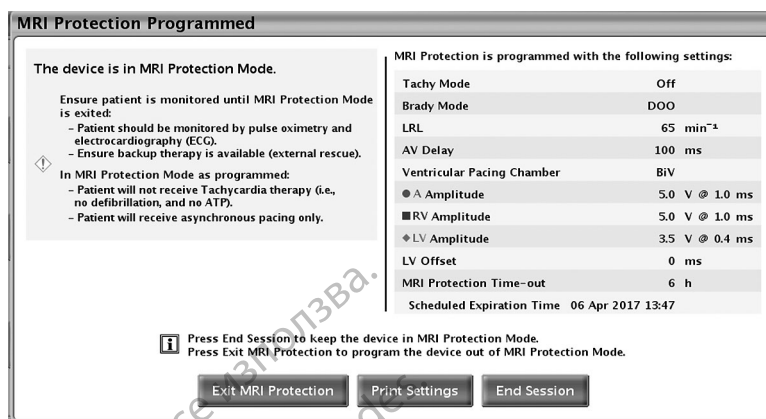 MRI Protection Programmed
The device is in MRI Protection Mode.
Ensure patient is monitored until MRI Protection Mode
is exited:
– Patient should be monitored by pulse oximetry and
electrocardiography (ECG).
– Ensure backup therapy is available (external rescue).
In MRI Protection Mode as programmed:
– Patient will not receive Tachycardia therapy (i.e.,
no defibrillation, and no ATP).
– Patient will receive asynchronous pacing only.
MRI Protection is programmed with the following settings:
Tachy Mode Off
Brady Mode DOO
LRL 65 min⁻¹
AV Delay 100 ms
Ventricular Pacing Chamber BiV
A Amplitude 5.0 V @ 1.0 ms
RV Amplitude 5.0 V @ 1.0 ms
LV Amplitude 3.5 V @ 0.4 ms
LV Offset 0 ms
MRI Protection Time-out 6 h
Scheduled Expiration Time 06 Apr 2017 13:47
Press End Session to keep the device in MRI Protection Mode.
Press Exit MRI Protection to program the device out of MRI Protection Mode.
Exit MRI Protection Print Settings End Session